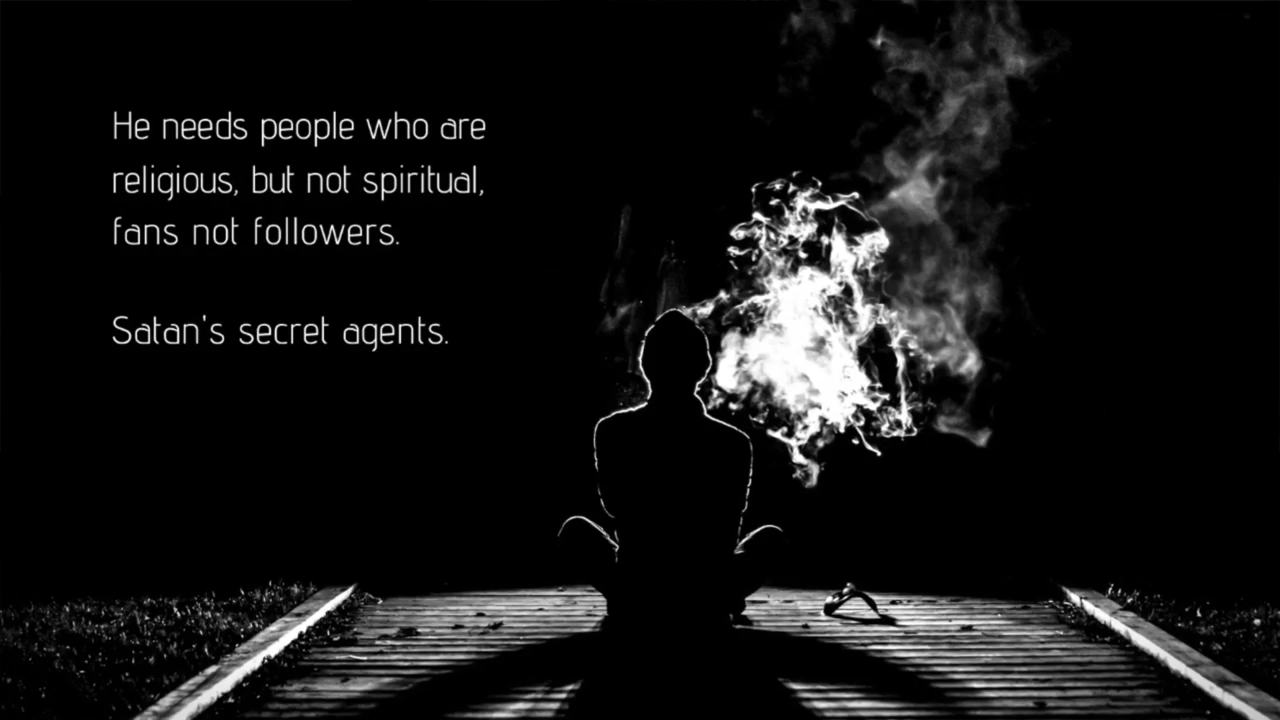 He needs people who are
religious, but not spiritual,
fans not followers.
Satan's secret agents.